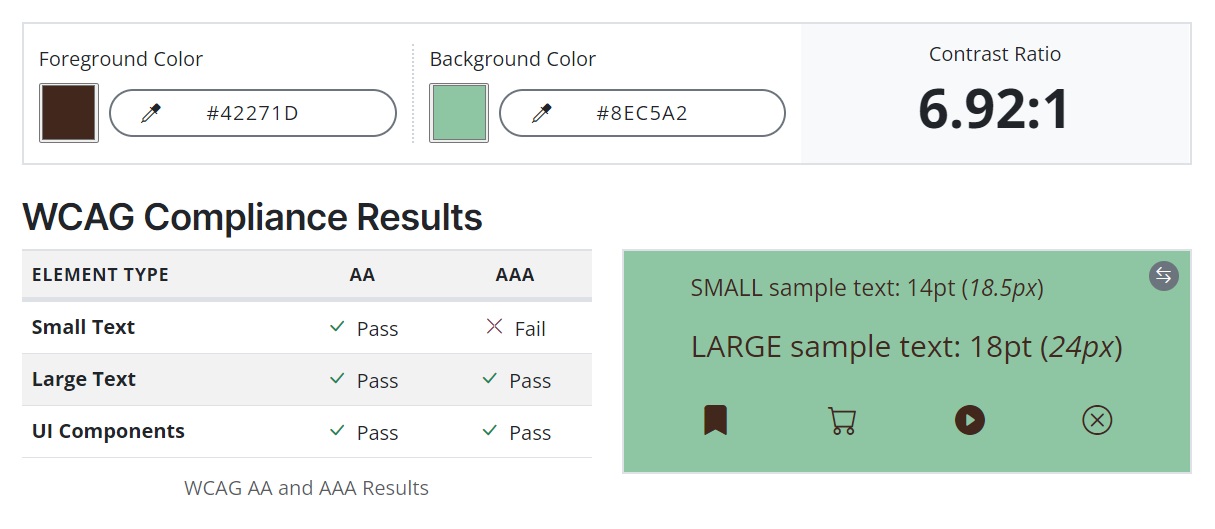 Foreground Color
#42271D
Background Color
#8EC5A2
Contrast Ratio
6.92:1
WCAG Compliance Results
ELEMENT TYPE AA AAA
Small Text Pass Fail
Large Text Pass Pass
UI Components Pass Pass
WCAG AA and AAA Results
SMALL sample text: 14pt (18.5px)
LARGE sample text: 18pt (24px)